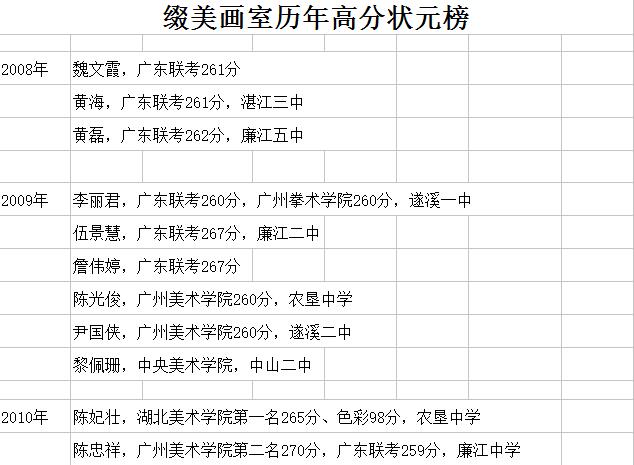 缀美画室历年高分状元榜
2008年 魏文霞，广东联考261分
黄海，广东联考261分，湛江三中
黄磊，广东联考262分，廉江五中
2009年 李丽君，广东联考260分，广州拳术学院260分，遂溪一中
伍景慧，广东联考267分，廉江二中
詹伟婷，广东联考267分
陈光俊，广州美术学院260分，农垦中学
尹国侠，广州美术学院260分，遂溪二中
黎佩珊，中央美术学院，中山二中
2010年 陈妃壮，湖北美术学院第一名265分、色彩98分，农垦中学
陈忠祥，广州美术学院第二名270分，广东联考259分，廉江中学